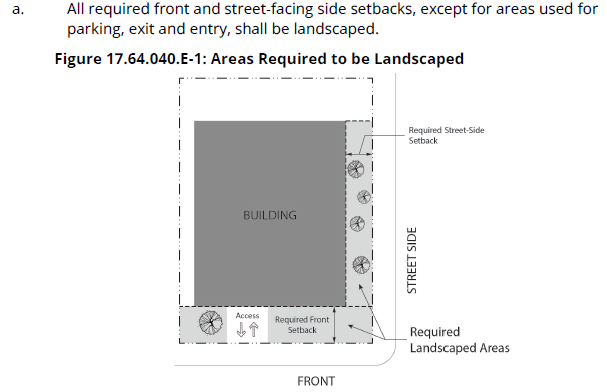 a. All required front and street-facing side setbacks, except for areas used for
parking, exit and entry, shall be landscaped.
Figure 17.64.040.E-1: Areas Required to be Landscaped
Required Street-Side
Setback
BUILDING
STREET SIDE
Access
Required Front
Setback
Required
Landscaped Areas
FRONT